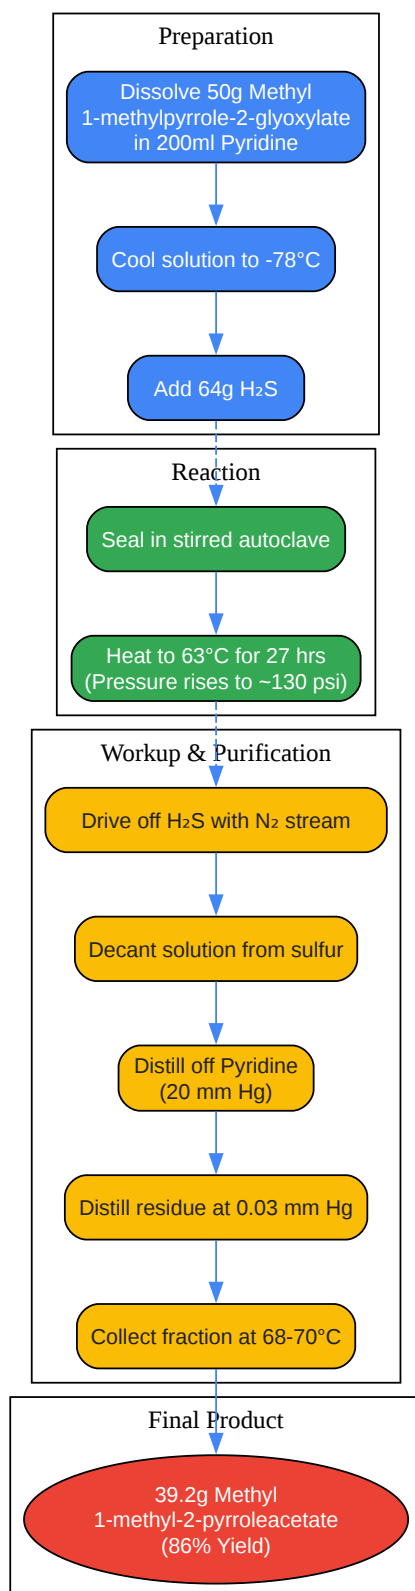 Preparation
Dissolve 50g Methyl
1-methylpyrrole-2-glyoxylate
in 200ml Pyridine
Cool solution to -78°C
Add 64g H₂S
Reaction
Seal in stirred autoclave
Heat to 63°C for 27 hrs
(Pressure rises to ~130 psi)
Workup & Purification
Drive off H₂S with N₂ stream
Decant solution from sulfur
Distill off Pyridine
(20 mm Hg)
Distill residue at 0.03 mm Hg
Collect fraction at 68-70°C
Final Product
39.2g Methyl
1-methyl-2-pyrroleacetate
(86% Yield)